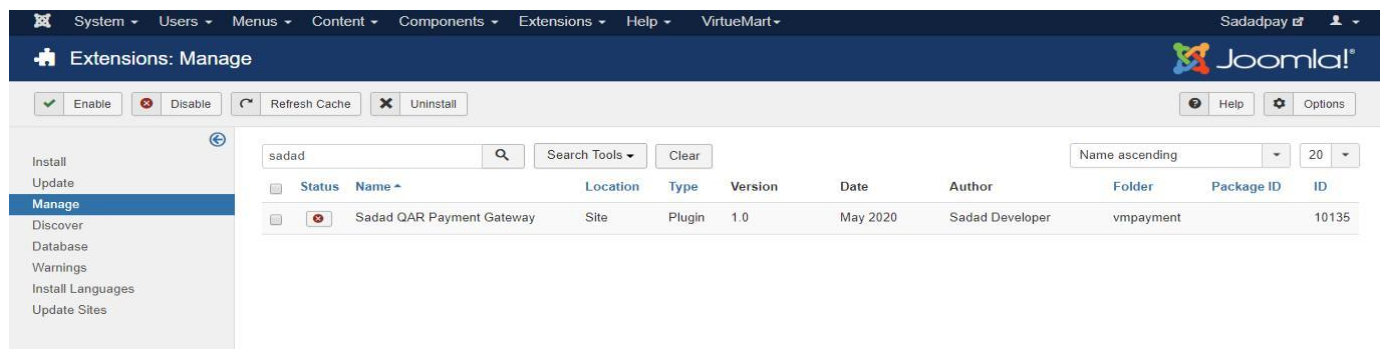 System Users Menus Content Components Extensions Help VirtueMart Sadadpay
Extensions: Manage Joomla!®
Enable Disable Refresh Cache Uninstall Help Options
sadad Search Tools Clear Name ascending 20
Install
Update
Manage
Discover
Database
Warnings
Install Languages
Update Sites
Status Name Location Type Version Date Author Folder Package ID ID
Sadad QAR Payment Gateway Site Plugin 1.0 May 2020 Sadad Developer vmpayment 10135